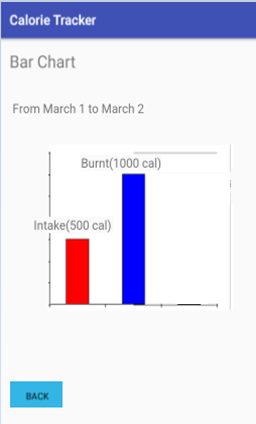 Calorie Tracker
Bar Chart
From March 1 to March 2
Burnt(1000 cal)
Intake(500 cal)
BACK